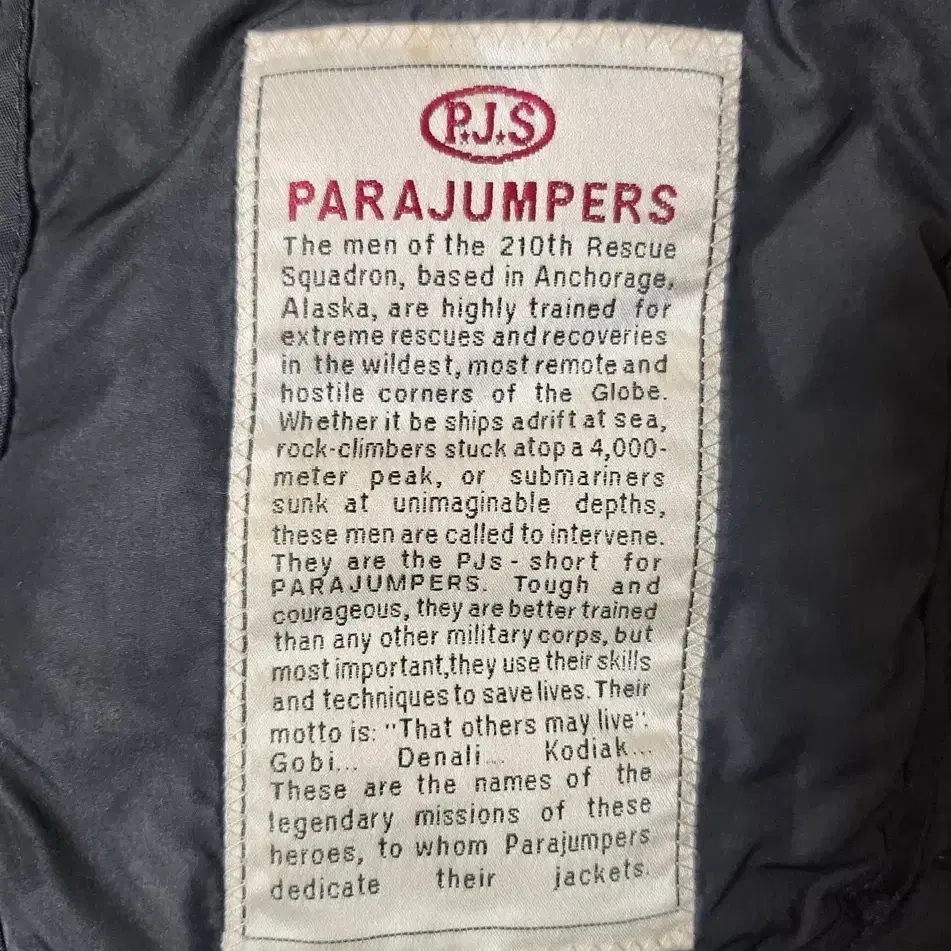 P.J.S
PARAJUMPERS
The men of the 210th Rescue
Squadron, based in Anchorage,
Alaska, are highly trained for
extreme rescues and recoveries
in the wildest, most remote and
hostile corners of the Globe.
Whether it be ships adrift at sea,
rock-climbers stuck atop a 4,000-
meter peak, or submariners
sunk at unimaginable depths,
these men are called to intervene.
They are the PJs - short for
PARAJUMPERS. Tough and
courageous, they are better trained
than any other military corps, but
most important,they use their skills
and techniques to save lives. Their
motto is: "That others may live".
Gobi... Denali... Kodiak...
These are the names of the
legendary missions of these
heroes, to whom Parajumpers
dedicate their jackets.